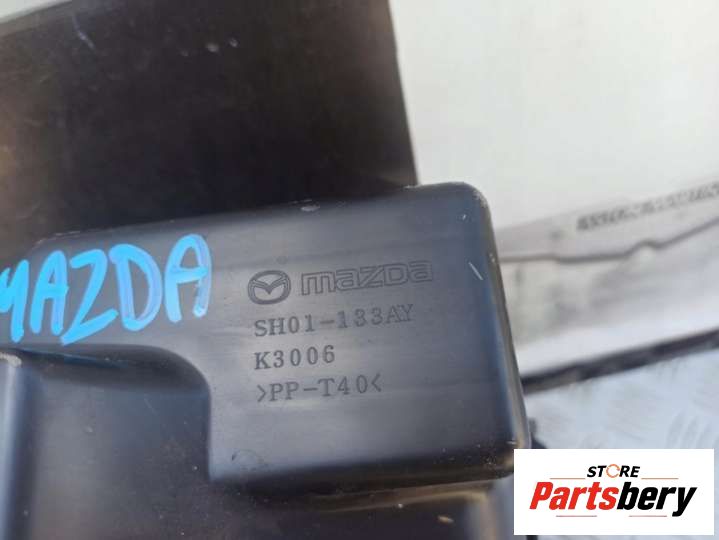 MAZDA
mazda
SH01-133AY
K3006
>PP-T40<
STORE
Partsbery